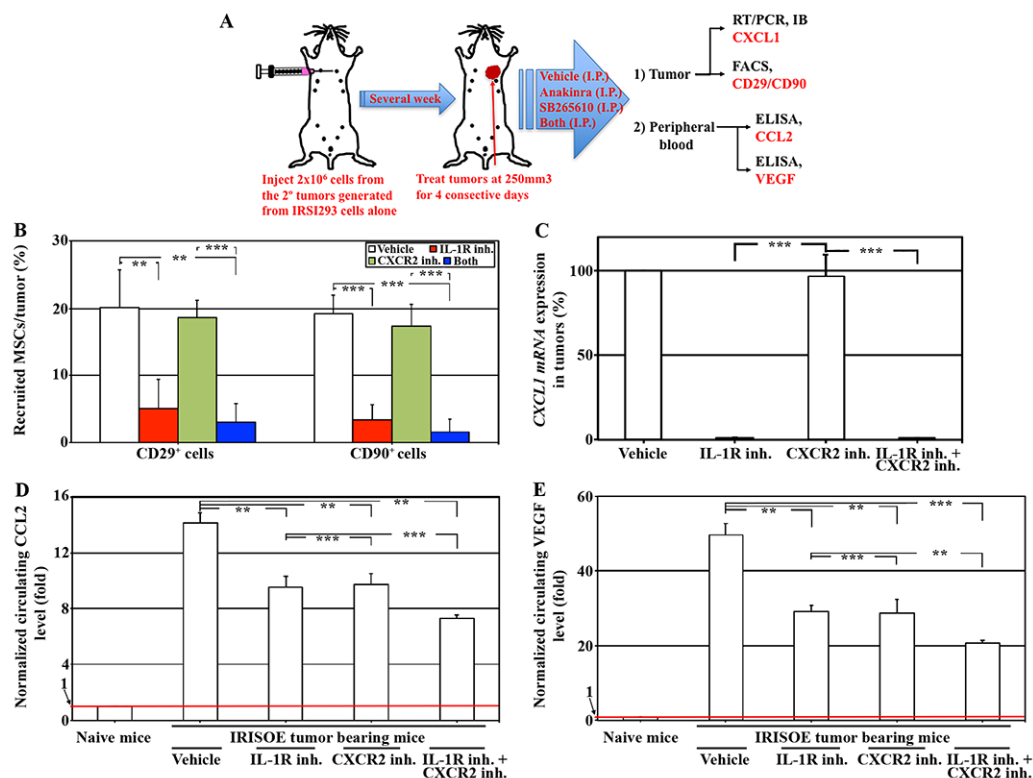 A
RT/PCR, IB
CXCL1
FACS,
CD29/CD90
1) Tumor
2) Peripheral
blood
ELISA,
CCL2
ELISA,
VEGF
Several week
Vehicle (I.P.)
Anakinra (I.P.)
SB265610 (I.P.)
Both (I.P.)
Inject 2x10⁶ cells from
the 2° tumors generated
from IRSI293 cells alone
Treat tumors at 250mm3
for 4 consective days
B
Recruited MSCs/tumor (%)
30
20
10
0
Vehicle
IL-1R inh.
CXCR2 inh.
Both
** ** ***
*** *** ***
CD29⁺ cells
CD90⁺ cells
C
CXCL1 mRNA expression
in tumors (%)
100
50
0
*** ***
Vehicle
IL-1R inh.
CXCR2 inh.
IL-1R inh. +
CXCR2 inh.
D
Normalized circulating CCL2
level (fold)
16
12
8
4
1
0
**
** **
*** ***
Naive mice
IRISOE tumor bearing mice
Vehicle
IL-1R inh.
CXCR2 inh.
IL-1R inh. +
CXCR2 inh.
E
Normalized circulating VEGF
level (fold)
60
40
20
1
0
** ** ***
*** **
Naive mice
IRISOE tumor bearing mice
Vehicle
IL-1R inh.
CXCR2 inh.
IL-1R inh. +
CXCR2 inh.